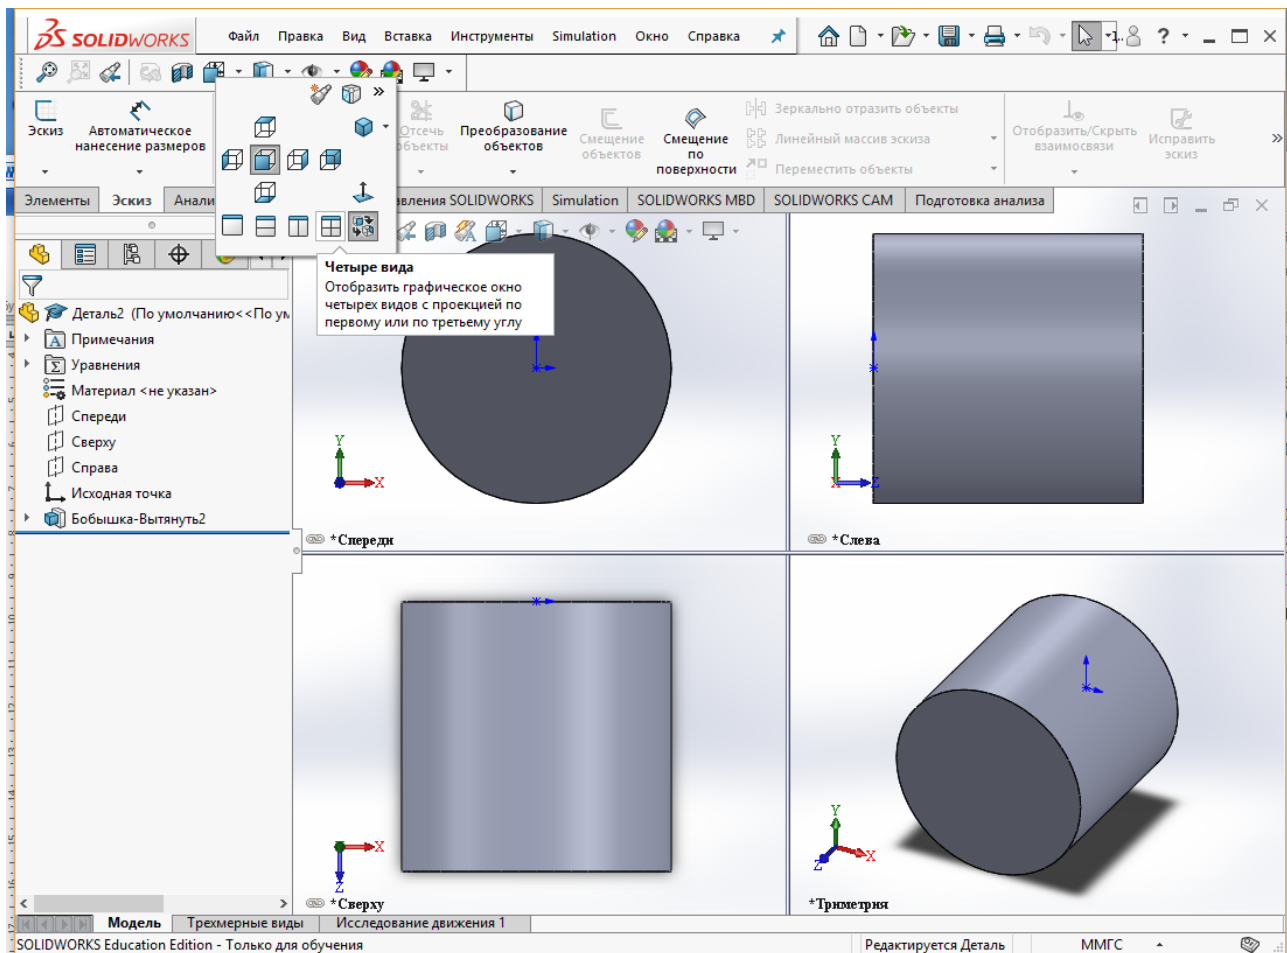 SOLIDWORKS Файл Правка Вид Вставка Инструменты Simulation Окно Справка
Эскиз
Автоматическое
нанесение размеров
Отсечь
объекты
Преобразование
объектов
Смещение
объектов
Смещение
по
поверхности
Зеркально отразить объекты
Линейный массив эскиза
Переместить объекты
Отобразить/Скрыть
взаимосвязи
Исправить
эскиз
Элементы Эскиз Анали авления SOLIDWORKS Simulation SOLIDWORKS MBD SOLIDWORKS CAM Подготовка анализа
Четыре вида
Отобразить графическое окно
четырех видов с проекцией по
первому или по третьему углу
Деталь2 (По умолчанию<<По ум
Примечания
Уравнения
Материал <не указан>
Спереди
Сверху
Справа
Исходная точка
Бобышка-Вытянуть2
Y
X
*Спереди
Y
X
Z
*Слева
X
Z
*Сверху
Y
X
Z
*Триметрия
Модель Трехмерные виды Исследование движения 1
SOLIDWORKS Education Edition - Только для обучения Редактируется Деталь ММГС